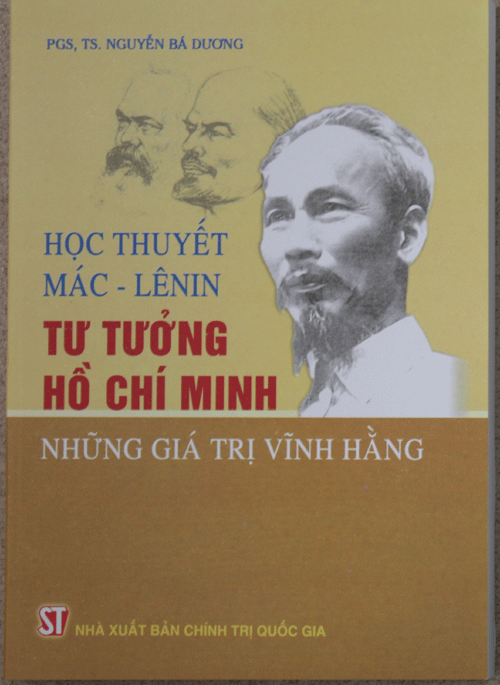 PGS, TS. NGUYỄN BÁ DƯƠNG
HỌC THUYẾT
MÁC - LÊNIN
TƯ TƯỞNG
HỒ CHÍ MINH
NHỮNG GIÁ TRỊ VĨNH HẰNG
ST NHÀ XUẤT BẢN CHÍNH TRỊ QUỐC GIA